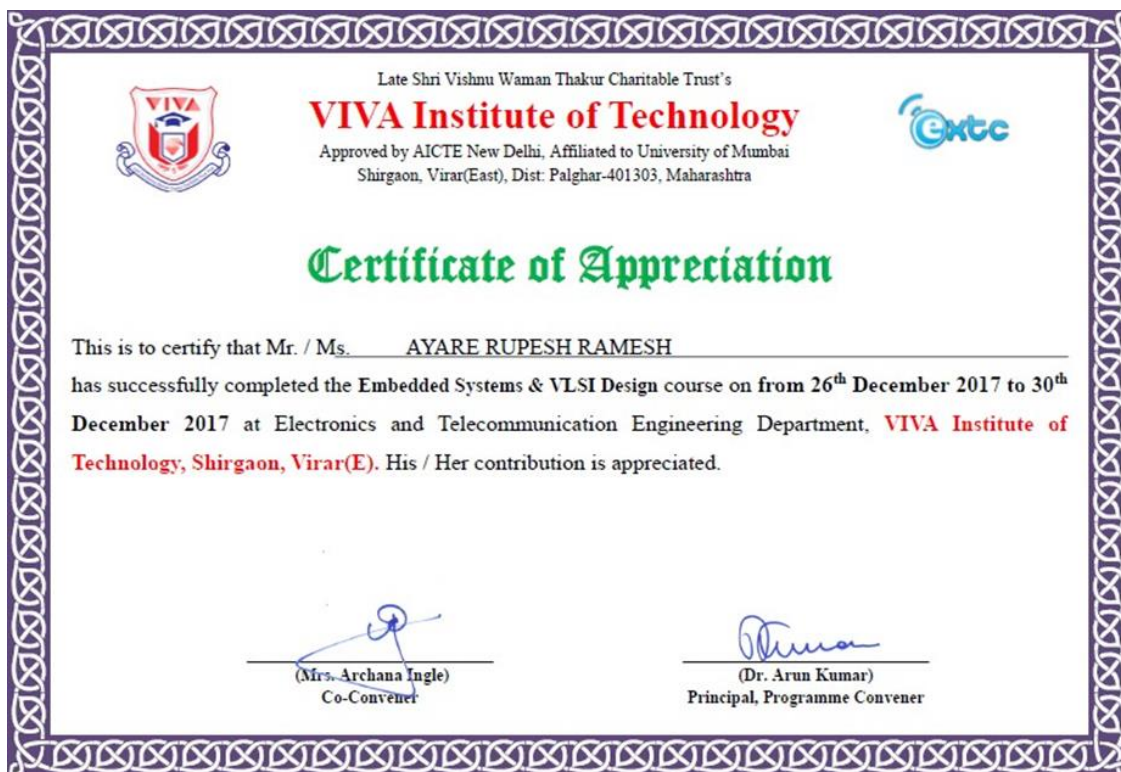 Late Shri Vishnu Waman Thakur Charitable Trust's
VIVA Institute of Technology
Approved by AICTE New Delhi, Affiliated to University of Mumbai
Shirgaon, Virar(East), Dist: Palghar-401303, Maharashtra
VIVA
extc
Certificate of Appreciation
This is to certify that Mr. / Ms. AYARE RUPESH RAMESH
has successfully completed the Embedded Systems & VLSI Design course on from 26th December 2017 to 30th
December 2017 at Electronics and Telecommunication Engineering Department, VIVA Institute of
Technology, Shirgaon, Virar(E). His / Her contribution is appreciated.
(Mrs. Archana Ingle)
Co-Convener
(Dr. Arun Kumar)
Principal, Programme Convener